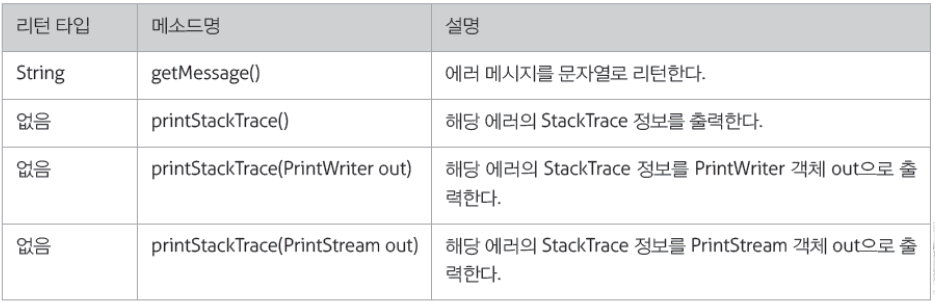 리턴 타입 메소드명 설명
String getMessage() 에러 메시지를 문자열로 리턴한다.
없음 printStackTrace() 해당 에러의 StackTrace 정보를 출력한다.
없음 printStackTrace(PrintWriter out) 해당 에러의 StackTrace 정보를 PrintWriter 객체 out으로 출
력한다.
없음 printStackTrace(PrintStream out) 해당 에러의 StackTrace 정보를 PrintStream 객체 out으로 출
력한다.